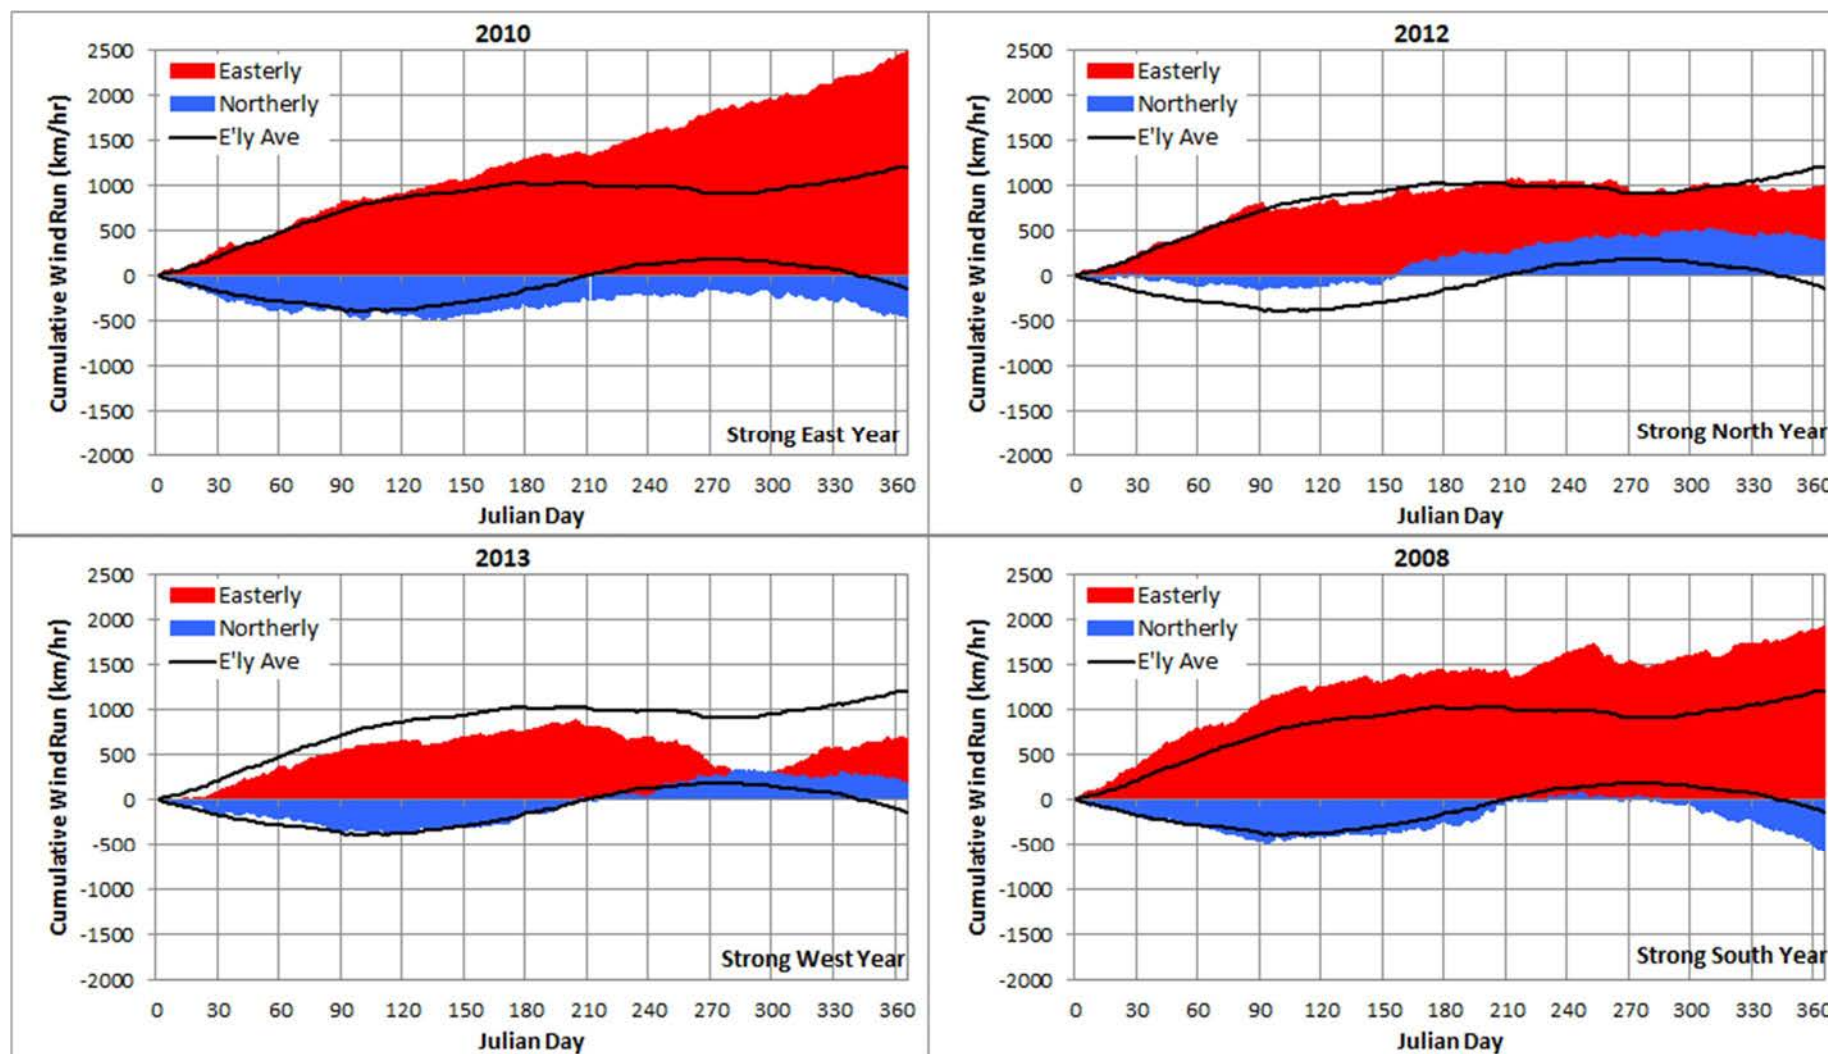 2010
Cumulative Wind Run (km/hr)
2500
2000
1500
1000
500
0
-500
-1000
-1500
-2000
Easterly
Northerly
E'ly Ave
Strong East Year
0 30 60 90 120 150 180 210 240 270 300 330 360
Julian Day
2012
Cumulative Wind Run (km/hr)
2500
2000
1500
1000
500
0
-500
-1000
-1500
-2000
Easterly
Northerly
E'ly Ave
Strong North Year
0 30 60 90 120 150 180 210 240 270 300 330 360
Julian Day
2013
Cumulative Wind Run (km/hr)
2500
2000
1500
1000
500
0
-500
-1000
-1500
-2000
Easterly
Northerly
E'ly Ave
Strong West Year
0 30 60 90 120 150 180 210 240 270 300 330 360
Julian Day
2008
Cumulative Wind Run (km/hr)
2500
2000
1500
1000
500
0
-500
-1000
-1500
-2000
Easterly
Northerly
E'ly Ave
Strong South Year
0 30 60 90 120 150 180 210 240 270 300 330 360
Julian Day